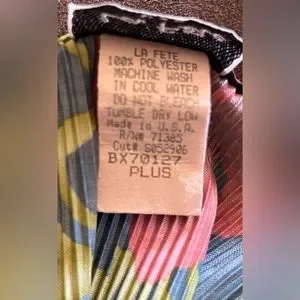 LA FETE
100% POLYESTER
MACHINE WASH
IN COOL WATER
DO NOT BLEACH
TUMBLE DRY LOW
Made in U.S.A.
R/N# 71385
Cut# S052906
BX70127
PLUS